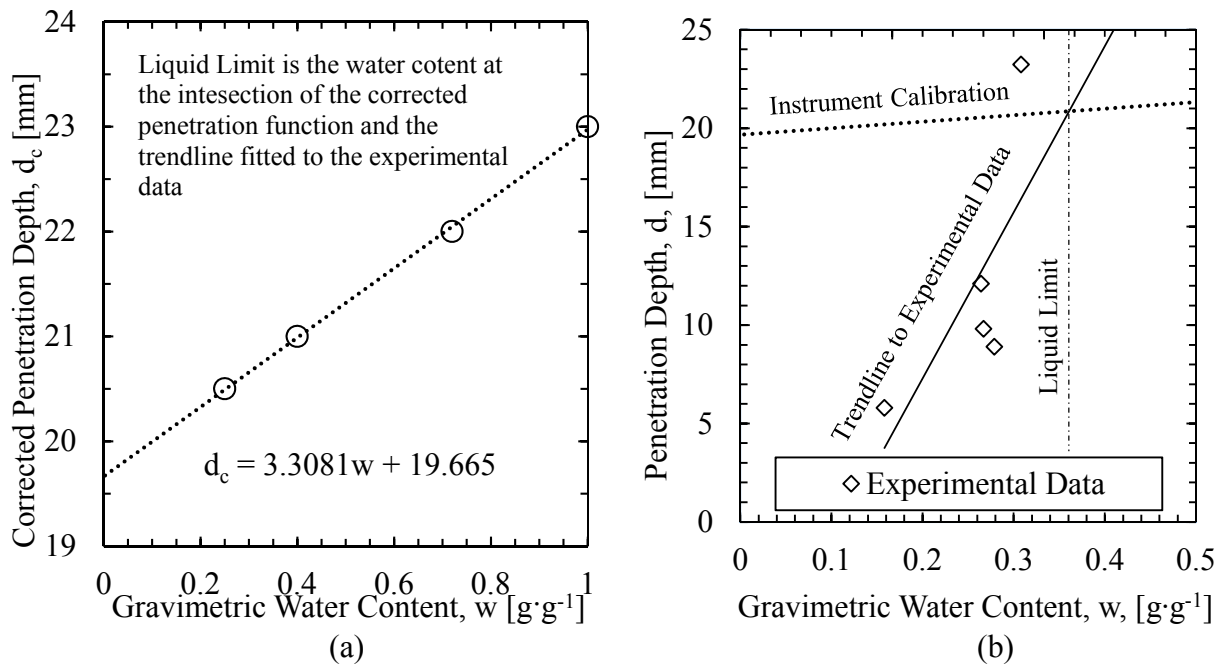 24
23
22
21
20
19
Corrected Penetration Depth, d_c [mm]
Liquid Limit is the water cotent at
the intesection of the corrected
penetration function and the
trendline fitted to the experimental
data
d_c = 3.3081w + 19.665
0 0.2 0.4 0.6 0.8 1
Gravimetric Water Content, w [g·g⁻¹]
(a)
25
20
15
10
5
0
Penetration Depth, d, [mm]
Instrument Calibration
Trendline to Experimental Data
Liquid Limit
Experimental Data
0 0.1 0.2 0.3 0.4 0.5
Gravimetric Water Content, w, [g·g⁻¹]
(b)